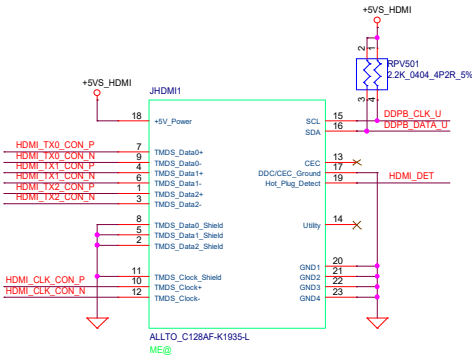 +5VS_HDMI
2 1
RPV501
2.2K_0404_4P2R_5%
3 4
+5VS_HDMI
JHDMI1
18 +5V_Power
SCL 15 DDPB_CLK_U
SDA 16 DDPB_DATA_U
HDMI_TX0_CON_P 7 TMDS_Data0+
HDMI_TX0_CON_N 9 TMDS_Data0-
HDMI_TX1_CON_P 4 TMDS_Data1+
HDMI_TX1_CON_N 6 TMDS_Data1-
HDMI_TX2_CON_P 1 TMDS_Data2+
HDMI_TX2_CON_N 3 TMDS_Data2-
CEC 13
DDC/CEC_Ground 17
Hot_Plug_Detect 19 HDMI_DET
8 TMDS_Data0_Shield
5 TMDS_Data1_Shield
2 TMDS_Data2_Shield
Utility 14
11 TMDS_Clock_Shield
HDMI_CLK_CON_P 10 TMDS_Clock+
HDMI_CLK_CON_N 12 TMDS_Clock-
GND1 20
GND2 21
GND3 22
GND4 23
ALLTO_C128AF-K1935-L
ME@